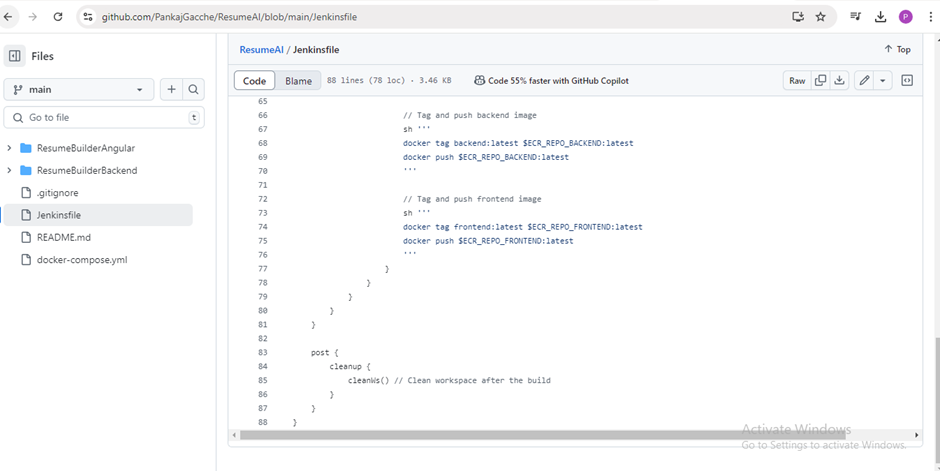 github.com/PankajGacche/ResumeAI/blob/main/Jenkinsfile
P
Files
main
Go to file
t
ResumeBuilderAngular
ResumeBuilderBackend
.gitignore
Jenkinsfile
README.md
docker-compose.yml
ResumeAI / Jenkinsfile
Top
Code
Blame
88 lines (78 loc) · 3.46 KB
Code 55% faster with GitHub Copilot
Raw
65
66 // Tag and push backend image
67 sh '''
68 docker tag backend:latest $ECR_REPO_BACKEND:latest
69 docker push $ECR_REPO_BACKEND:latest
70 '''
71
72 // Tag and push frontend image
73 sh '''
74 docker tag frontend:latest $ECR_REPO_FRONTEND:latest
75 docker push $ECR_REPO_FRONTEND:latest
76 '''
77 }
78 }
79 }
80 }
81 }
82
83 post {
84 cleanup {
85 cleanWs() // Clean workspace after the build
86 }
87 }
88 }
Activate Windows
Go to Settings to activate Windows.